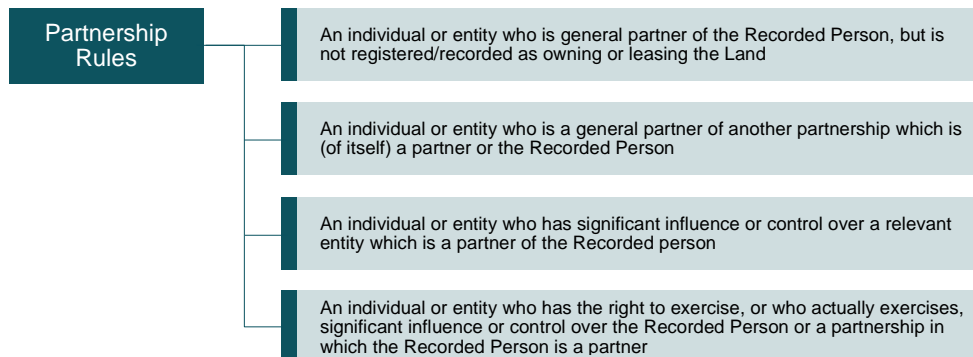 Partnership
Rules
An individual or entity who is general partner of the Recorded Person, but is
not registered/recorded as owning or leasing the Land
An individual or entity who is a general partner of another partnership which is
(of itself) a partner or the Recorded Person
An individual or entity who has significant influence or control over a relevant
entity which is a partner of the Recorded person
An individual or entity who has the right to exercise, or who actually exercises,
significant influence or control over the Recorded Person or a partnership in
which the Recorded Person is a partner